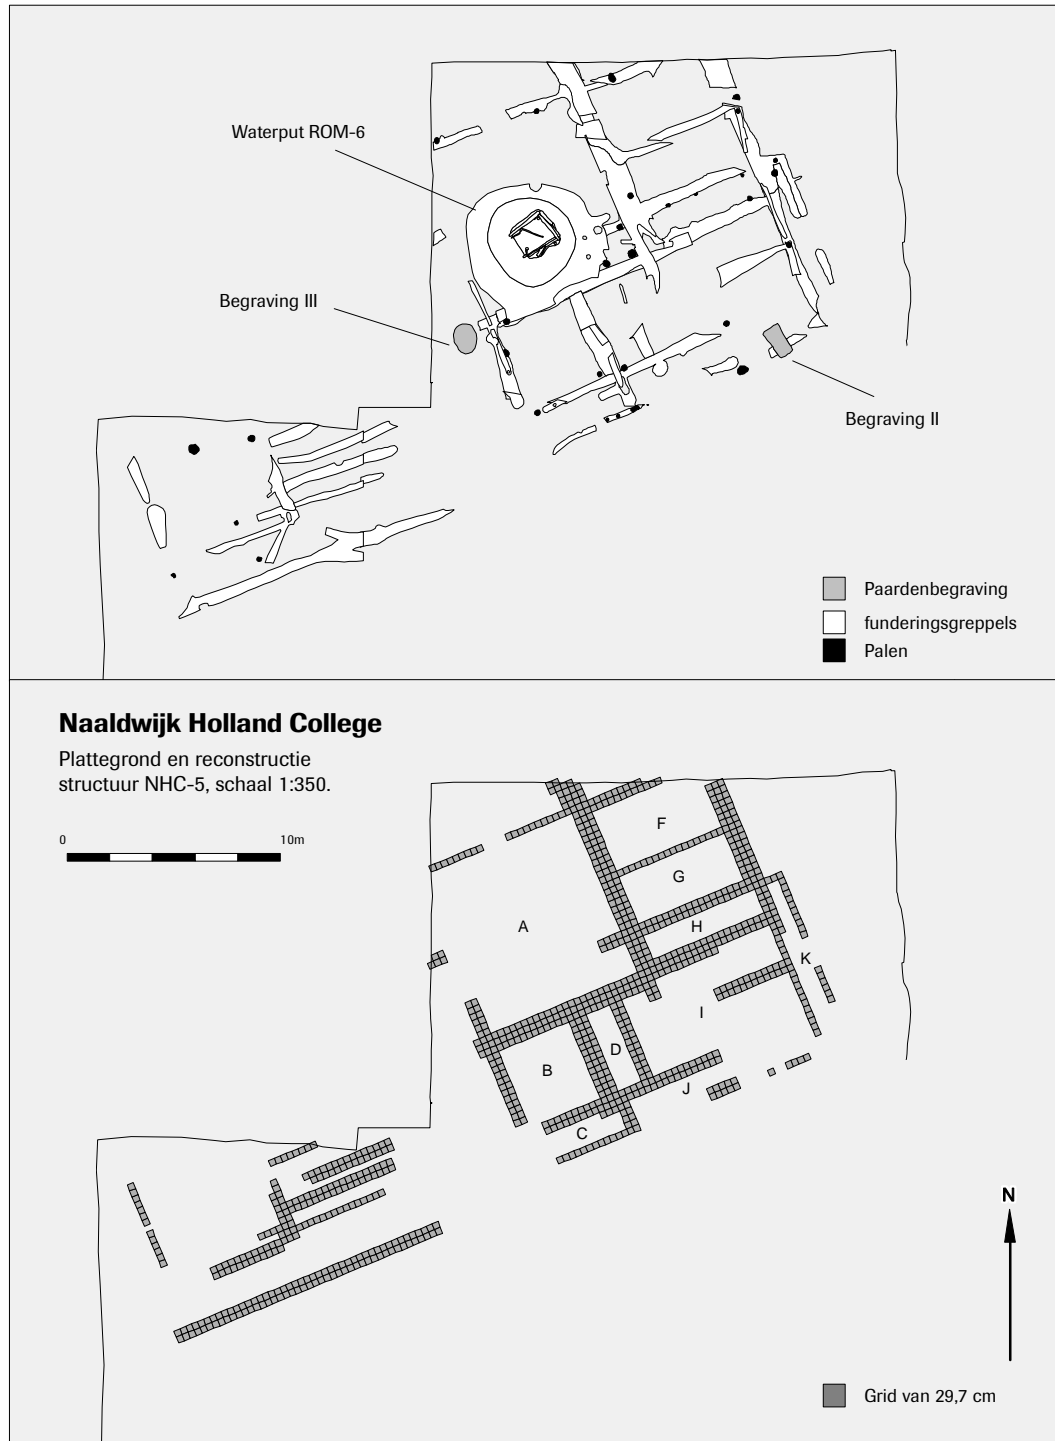 Waterput ROM-6
Begraving III
Begraving II
Paardenbegraving
funderingsgreppels
Palen
Naaldwijk Holland College
Plattegrond en reconstructie
structuur NHC-5, schaal 1:350.
0 10m
F
G
A
H
K
I
D
B
J
C
N
Grid van 29,7 cm